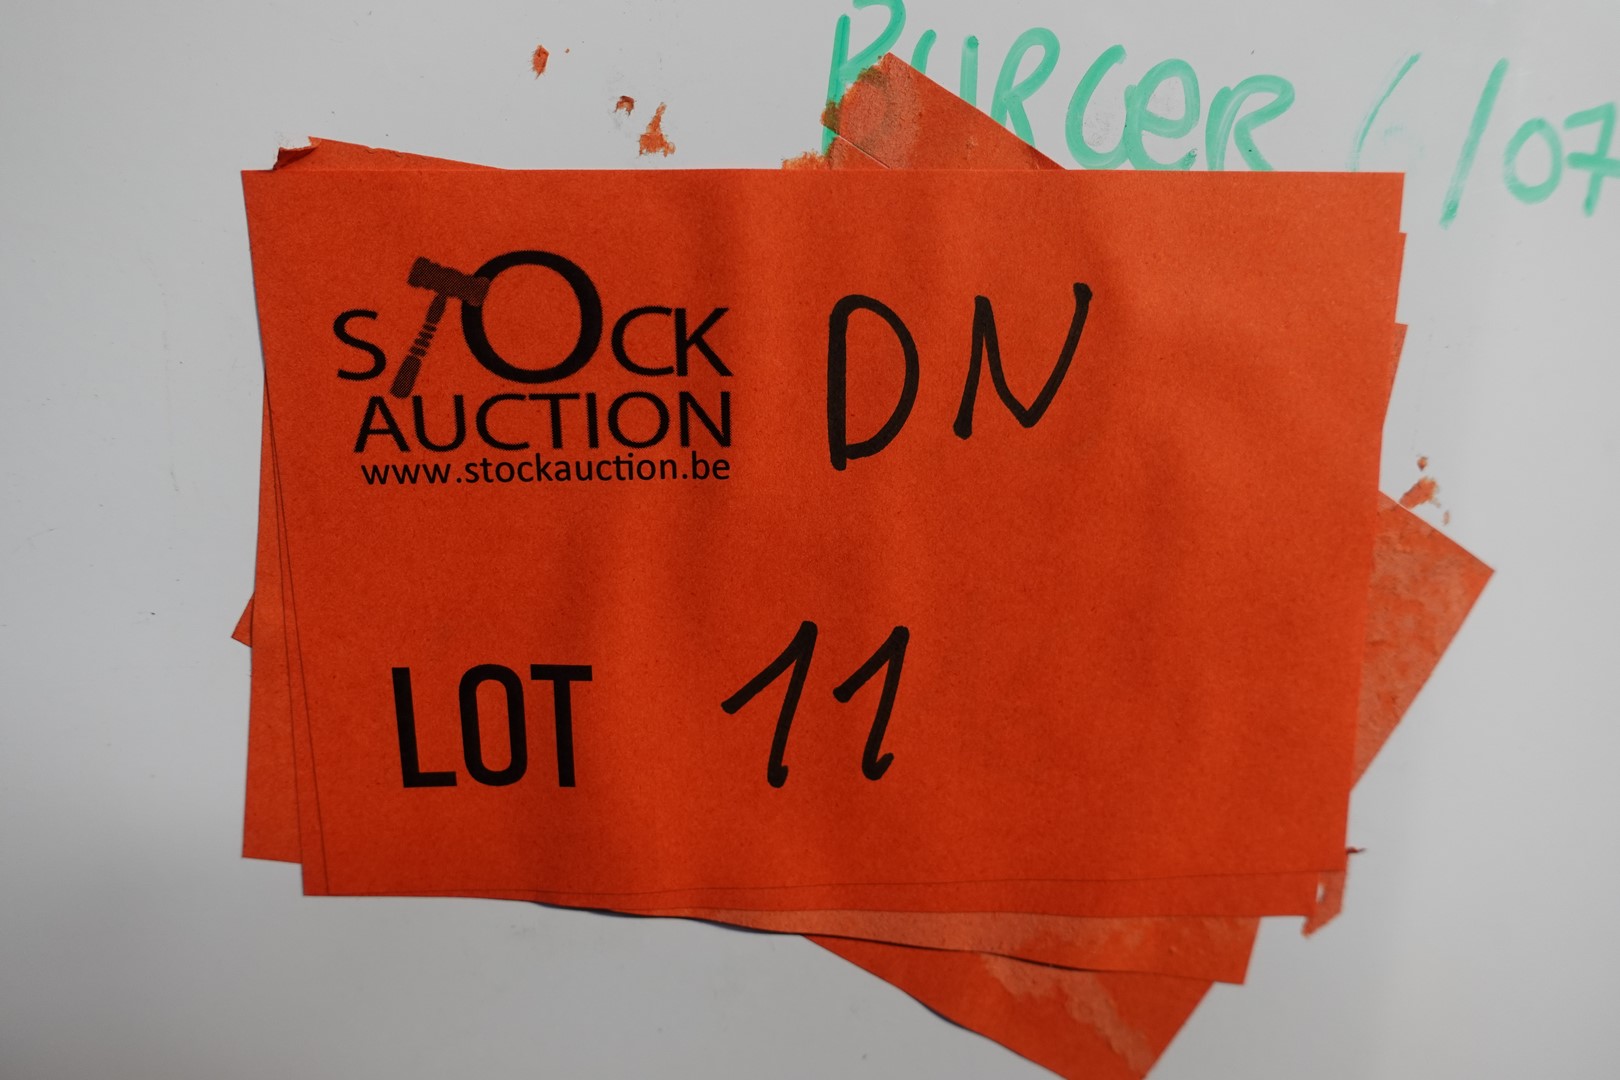 BURGER 6/07
STOCK
AUCTION
www.stockauction.be
DN
LOT 11